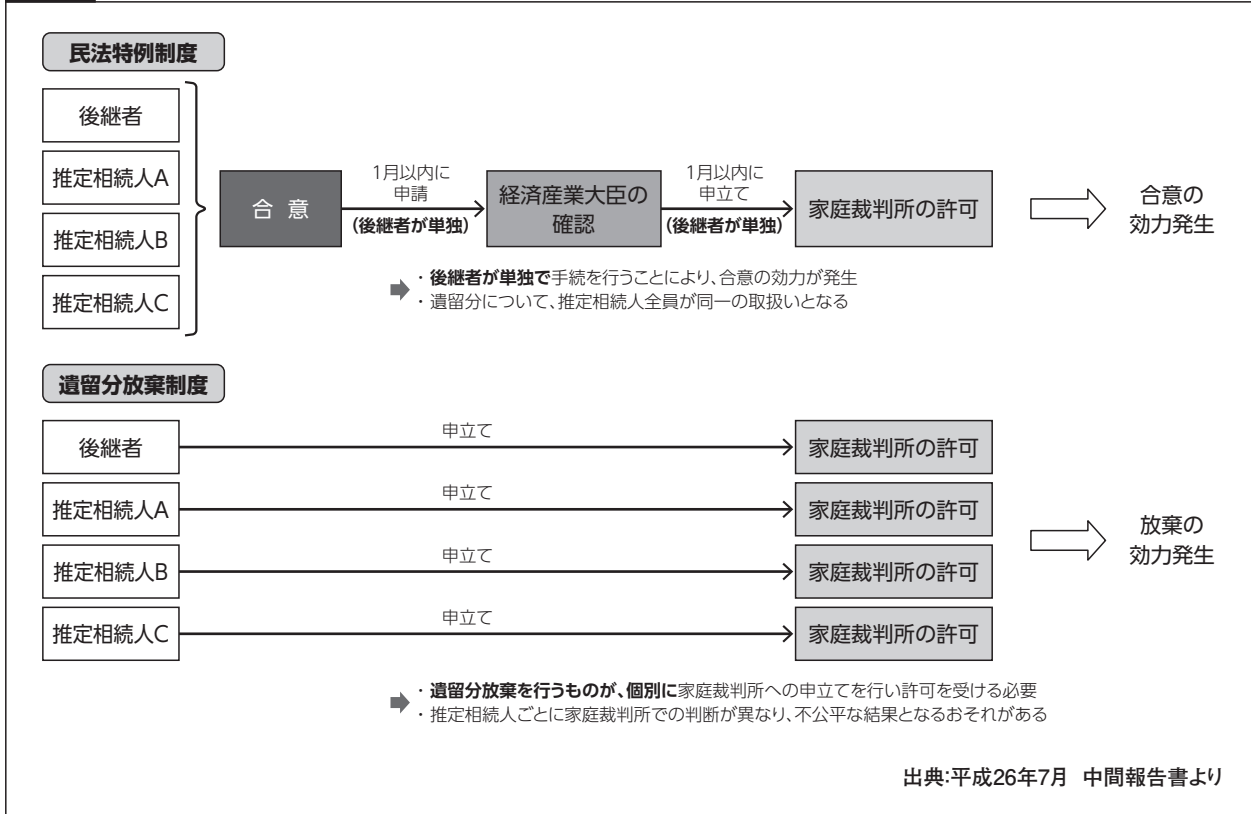 民法特例制度
後継者
推定相続人A
推定相続人B
推定相続人C
合 意
1月以内に
申請
(後継者が単独)
経済産業大臣の
確認
1月以内に
申立て
(後継者が単独)
家庭裁判所の許可
合意の
効力発生
・後継者が単独で手続を行うことにより、合意の効力が発生
・遺留分について、推定相続人全員が同一の取扱いとなる
遺留分放棄制度
後継者
申立て
家庭裁判所の許可
推定相続人A
申立て
家庭裁判所の許可
推定相続人B
申立て
家庭裁判所の許可
推定相続人C
申立て
家庭裁判所の許可
放棄の
効力発生
・遺留分放棄を行うものが、個別に家庭裁判所への申立てを行い許可を受ける必要
・推定相続人ごとに家庭裁判所での判断が異なり、不公平な結果となるおそれがある
出典:平成26年7月 中間報告書より